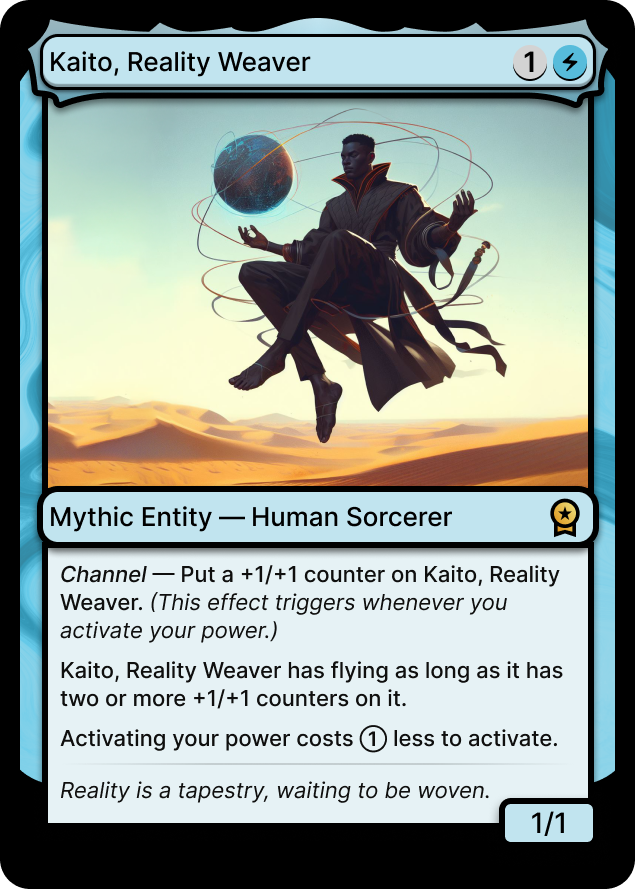 Kaito, Reality Weaver 1
Mythic Entity — Human Sorcerer
Channel — Put a +1/+1 counter on Kaito, Reality
Weaver. (This effect triggers whenever you
activate your power.)
Kaito, Reality Weaver has flying as long as it has
two or more +1/+1 counters on it.
Activating your power costs 1 less to activate.
Reality is a tapestry, waiting to be woven.
1/1